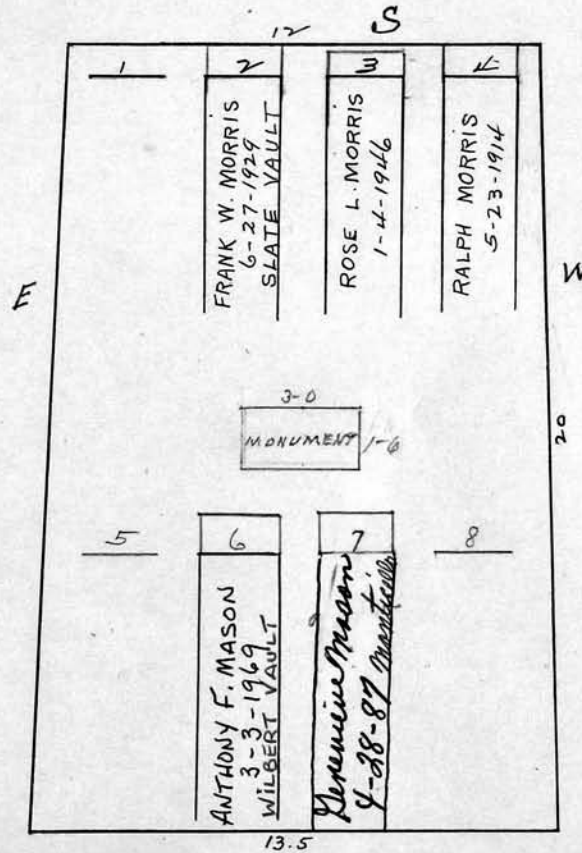 12 S
1
2
3
4
FRANK W. MORRIS
6-27-1929
SLATE VAULT
ROSE L. MORRIS
1-4-1946
RALPH MORRIS
5-23-1914
E
W
3-0
MONUMENT 1-6
20
5
6
7
8
ANTHONY F. MASON
3-3-1969
WILBERT VAULT
Genevieve Mason
4-28-87 Monticello
13.5